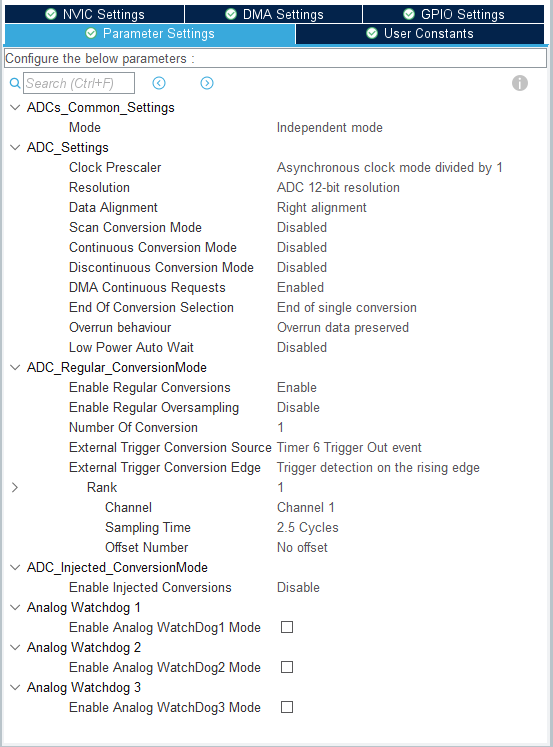 NVIC Settings DMA Settings GPIO Settings
Parameter Settings User Constants
Configure the below parameters :
Search (Ctrl+F)
ADCs_Common_Settings
Mode Independent mode
ADC_Settings
Clock Prescaler Asynchronous clock mode divided by 1
Resolution ADC 12-bit resolution
Data Alignment Right alignment
Scan Conversion Mode Disabled
Continuous Conversion Mode Disabled
Discontinuous Conversion Mode Disabled
DMA Continuous Requests Enabled
End Of Conversion Selection End of single conversion
Overrun behaviour Overrun data preserved
Low Power Auto Wait Disabled
ADC_Regular_ConversionMode
Enable Regular Conversions Enable
Enable Regular Oversampling Disable
Number Of Conversion 1
External Trigger Conversion Source Timer 6 Trigger Out event
External Trigger Conversion Edge Trigger detection on the rising edge
Rank 1
Channel Channel 1
Sampling Time 2.5 Cycles
Offset Number No offset
ADC_Injected_ConversionMode
Enable Injected Conversions Disable
Analog Watchdog 1
Enable Analog WatchDog1 Mode
Analog Watchdog 2
Enable Analog WatchDog2 Mode
Analog Watchdog 3
Enable Analog WatchDog3 Mode